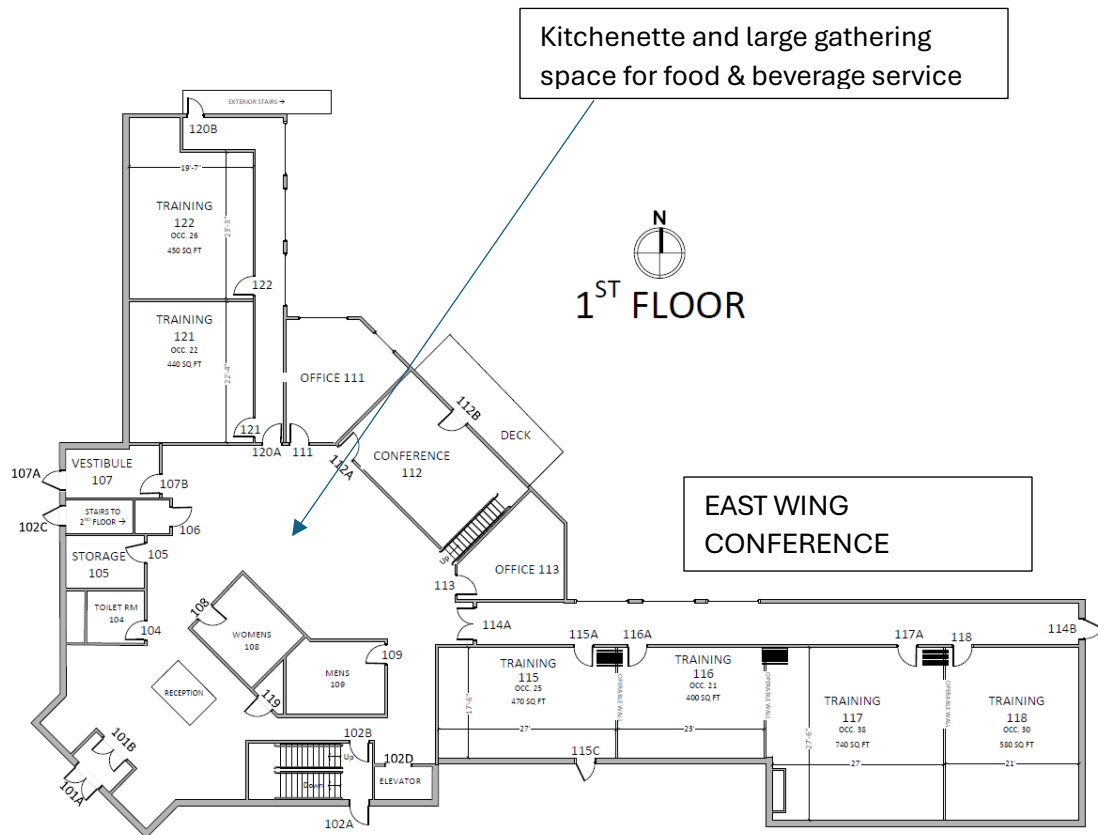 Kitchenette and large gathering
space for food & beverage service
EXTERIOR STAIRS →
120B
19'-7"
TRAINING
122
OCC. 26
450 SQ FT
23'-3"
122
N
1ST FLOOR
TRAINING
121
OCC. 22
440 SQ FT
22'-4"
121
OFFICE 111
120A
111
112A
112B
DECK
CONFERENCE
112
VESTIBULE
107
107A
107B
102C
STAIRS TO
2ND FLOOR →
106
STORAGE
105
105
TOILET RM
104
104
EAST WING
CONFERENCE
Up
OFFICE 113
113
108
WOMENS
108
109
MENS
109
119
RECEPTION
101B
101A
114A
115A
116A
117A
118
114B
TRAINING
115
OCC. 25
470 SQ FT
17'-6"
27'
OPERABLE WALL
TRAINING
116
OCC. 21
400 SQ FT
23'
OPERABLE WALL
TRAINING
117
OCC. 38
740 SQ FT
27'-6"
27'
OPERABLE WALL
TRAINING
118
OCC. 30
580 SQ FT
21'
115C
102B
Up
Down
102D
ELEVATOR
102A